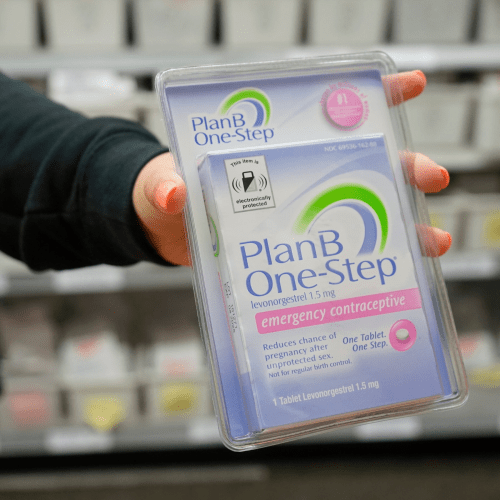 PlanB
One-Step
#1
This item is
electronically
protected
PlanB
One-Step®
levonorgestrel 1.5 mg
emergency contraceptive
Reduces chance of
pregnancy after
unprotected sex.
Not for regular birth control.
One Tablet.
One Step.
1 Tablet Levonorgestrel 1.5 mg